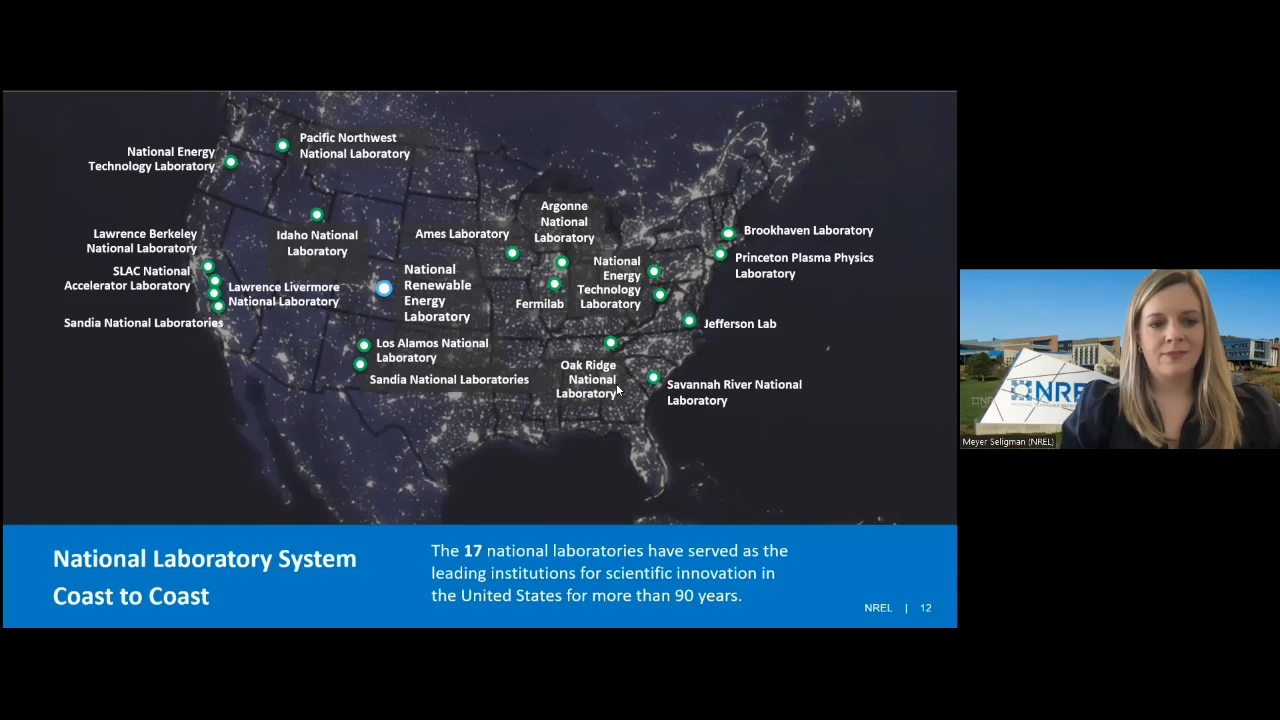 Pacific Northwest
National Laboratory
National Energy
Technology Laboratory
Argonne
National
Laboratory
Idaho National
Laboratory
Ames Laboratory
Brookhaven Laboratory
Lawrence Berkeley
National Laboratory
Princeton Plasma Physics
Laboratory
National
Energy
Technology
Laboratory
SLAC National
Accelerator Laboratory
Lawrence Livermore
National Laboratory
National
Renewable
Energy
Laboratory
Fermilab
Sandia National Laboratories
Jefferson Lab
Los Alamos National
Laboratory
Sandia National Laboratories
Oak Ridge
National
Laboratory
Savannah River National
Laboratory
National Laboratory System
Coast to Coast
The 17 national laboratories have served as the
leading institutions for scientific innovation in
the United States for more than 90 years.
NREL | 12
NREL
Meyer Seligman (NREL)